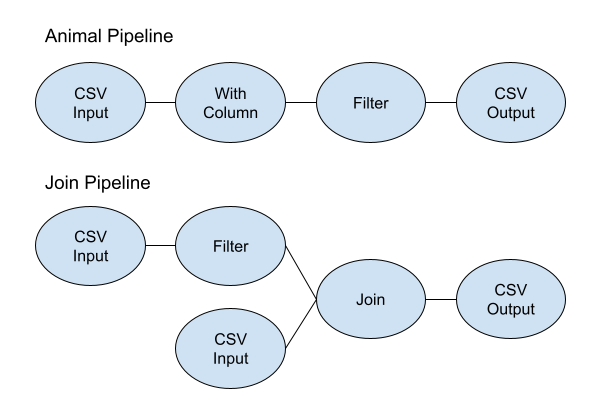 Animal Pipeline
CSV
Input
With
Column
Filter
CSV
Output
Join Pipeline
CSV
Input
Filter
Join
CSV
Output
CSV
Input